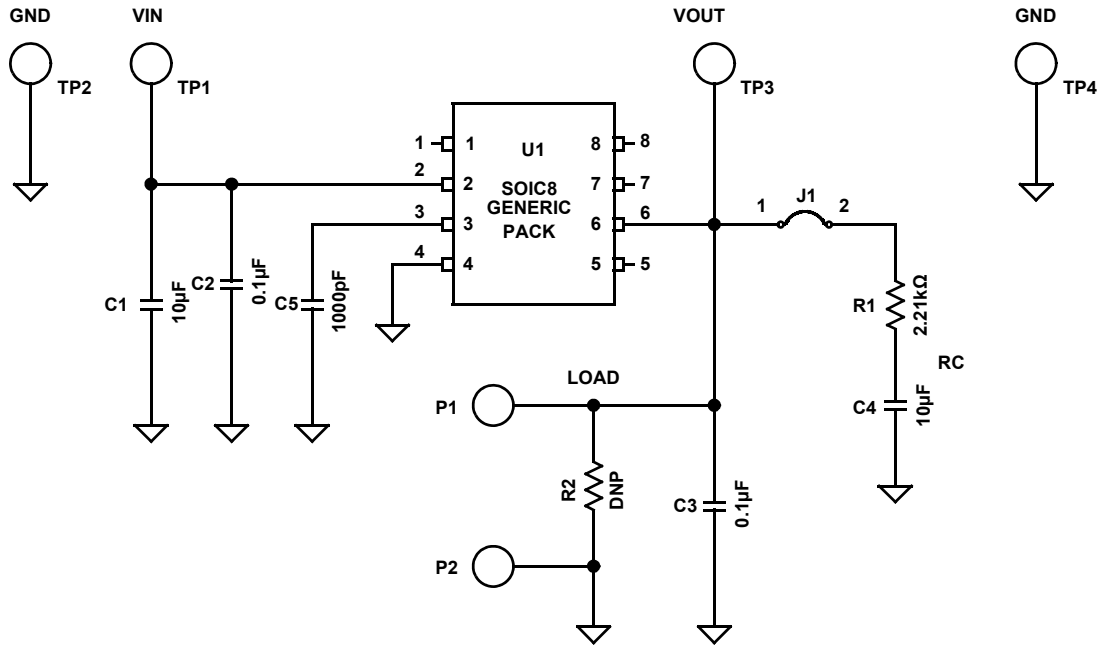 GND
VIN
VOUT
GND
TP2
TP1
TP3
TP4
U1
SOIC8
GENERIC
PACK
1
1
2
2
3
3
4
4
8
8
7
7
6
6
5
5
1
J1
2
C1
10µF
C2
0.1µF
C5
1000pF
R1
2.21kΩ
RC
C4
10µF
LOAD
P1
R2
DNP
C3
0.1µF
P2